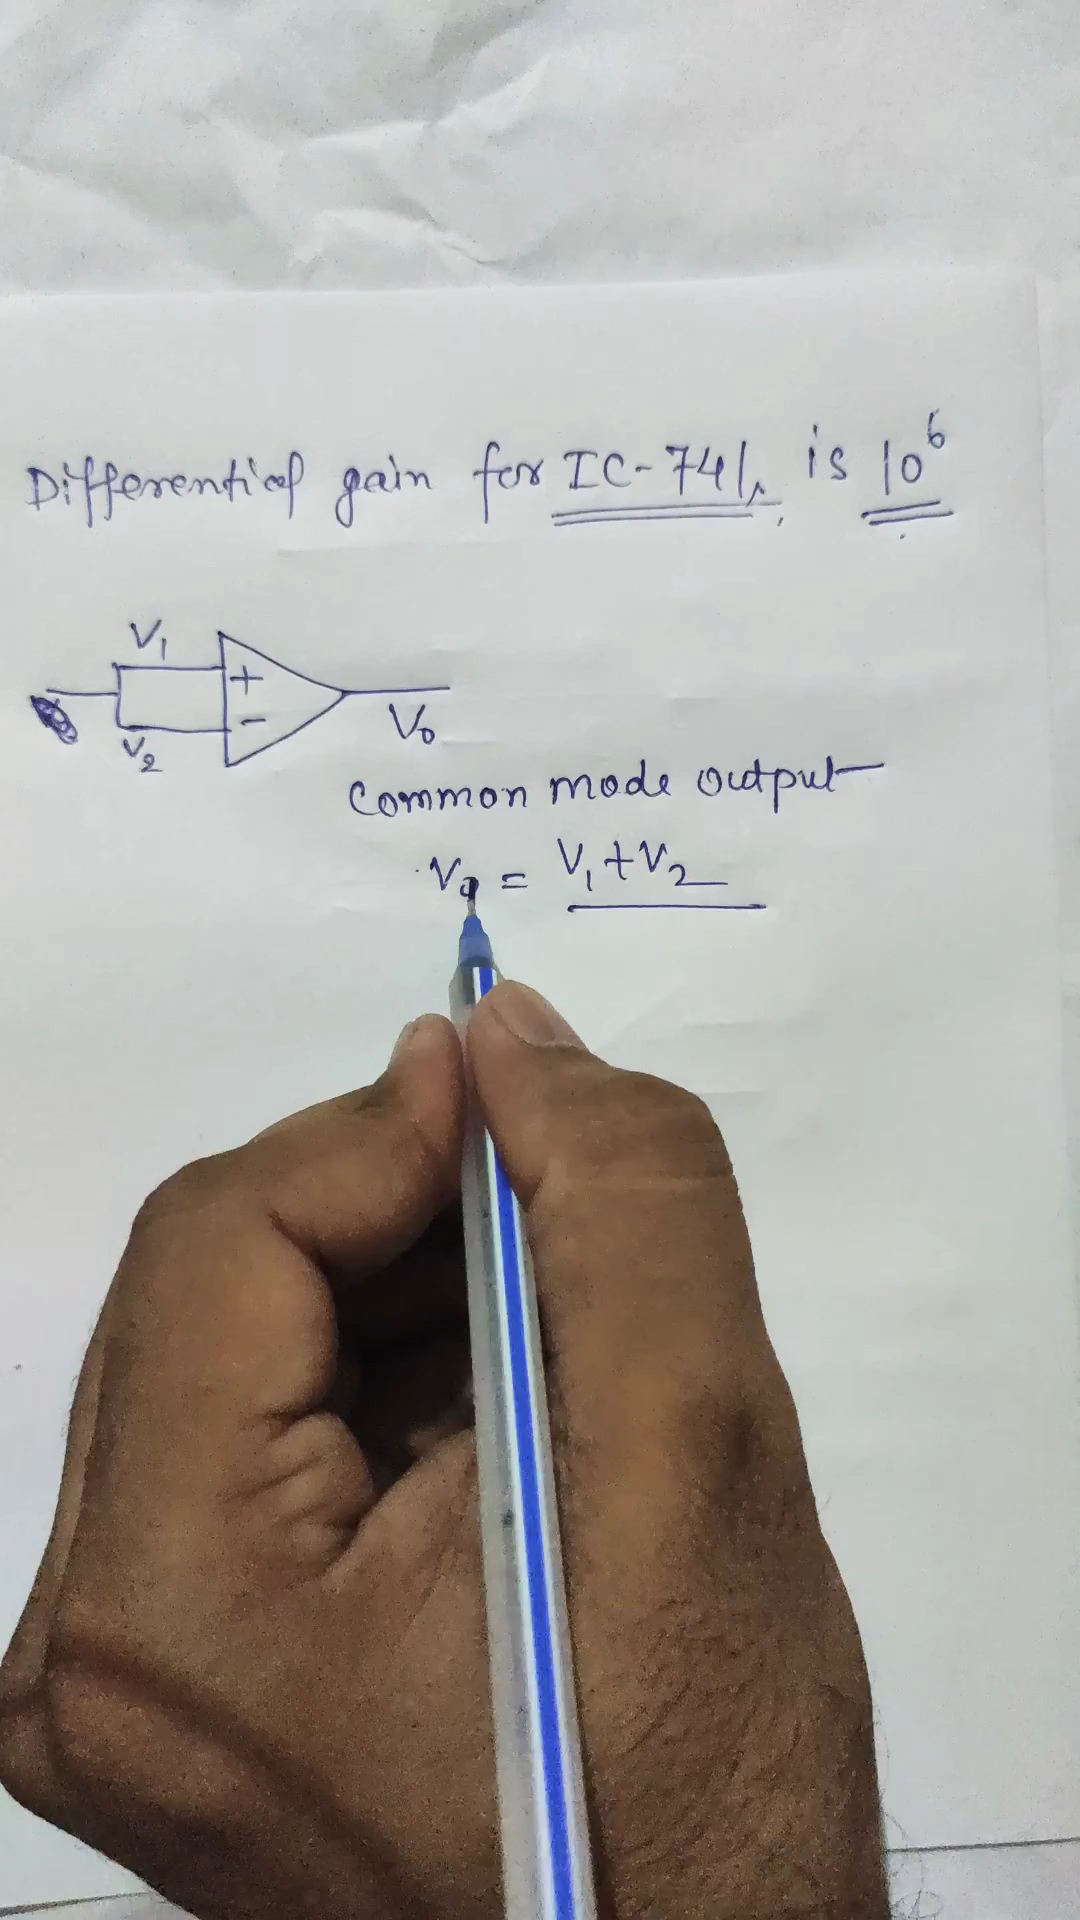 Differential gain for IC-741, is 10⁶
V₁
+
-
V₂
V₀
Common mode output
V = V₁+V₂